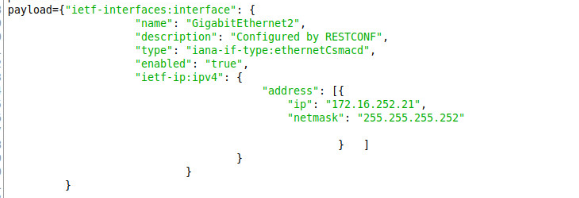 payload={"ietf-interfaces:interface": {
"name": "GigabitEthernet2",
"description": "Configured by RESTCONF",
"type": "iana-if-type:ethernetCsmacd",
"enabled": "true",
"ietf-ip:ipv4": {
"address": [{
"ip": "172.16.252.21",
"netmask": "255.255.255.252"
} ]
}
}
}